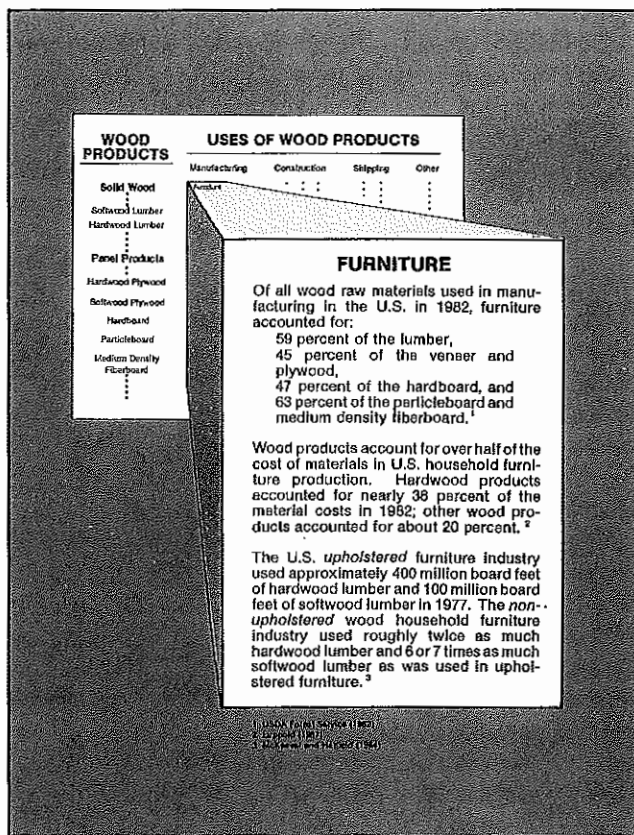 WOOD
PRODUCTS
USES OF WOOD PRODUCTS
Manufacturing Construction Shipping Other
Solid Wood
Furniture
Softwood Lumber
Hardwood Lumber
Panel Products
Hardwood Plywood
Softwood Plywood
Hardboard
Particleboard
Medium Density
Fiberboard
FURNITURE
Of all wood raw materials used in manu-
facturing in the U.S. in 1982, furniture
accounted for:
59 percent of the lumber,
45 percent of the veneer and
plywood,
47 percent of the hardboard, and
63 percent of the particleboard and
medium density fiberboard.¹
Wood products account for over half of the
cost of materials in U.S. household furni-
ture production. Hardwood products
accounted for nearly 38 percent of the
material costs in 1982; other wood pro-
ducts accounted for about 20 percent. ²
The U.S. upholstered furniture industry
used approximately 400 million board feet
of hardwood lumber and 100 million board
feet of softwood lumber in 1977. The non-
upholstered wood household furniture
industry used roughly twice as much
hardwood lumber and 6 or 7 times as much
softwood lumber as was used in uphol-
stered furniture.³
1. USDA Forest Service
2.
3. and